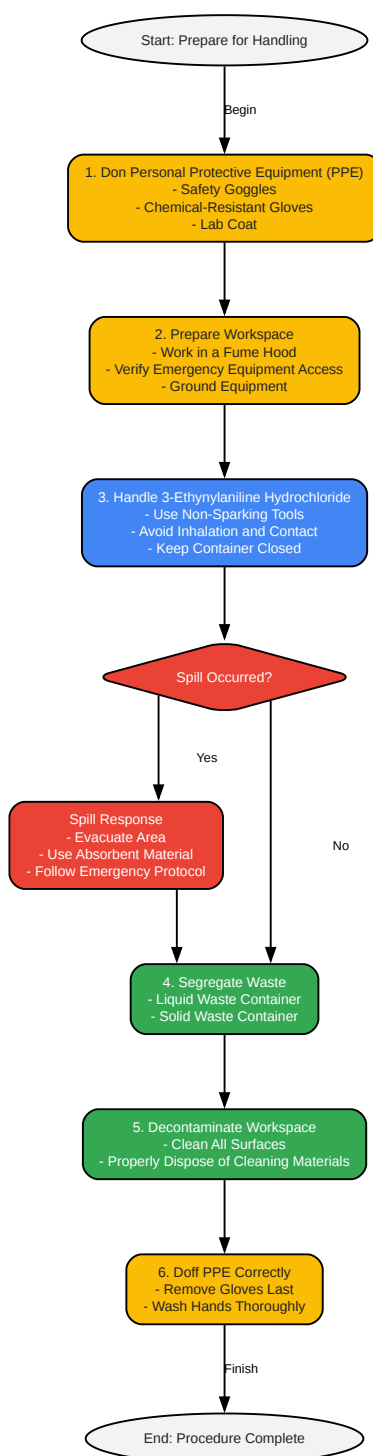 Start: Prepare for Handling
Begin
1. Don Personal Protective Equipment (PPE)
- Safety Goggles
- Chemical-Resistant Gloves
- Lab Coat
2. Prepare Workspace
- Work in a Fume Hood
- Verify Emergency Equipment Access
- Ground Equipment
3. Handle 3-Ethynylaniline Hydrochloride
- Use Non-Sparking Tools
- Avoid Inhalation and Contact
- Keep Container Closed
Spill Occurred?
Yes
Spill Response
- Evacuate Area
- Use Absorbent Material
- Follow Emergency Protocol
No
4. Segregate Waste
- Liquid Waste Container
- Solid Waste Container
5. Decontaminate Workspace
- Clean All Surfaces
- Properly Dispose of Cleaning Materials
6. Doff PPE Correctly
- Remove Gloves Last
- Wash Hands Thoroughly
Finish
End: Procedure Complete